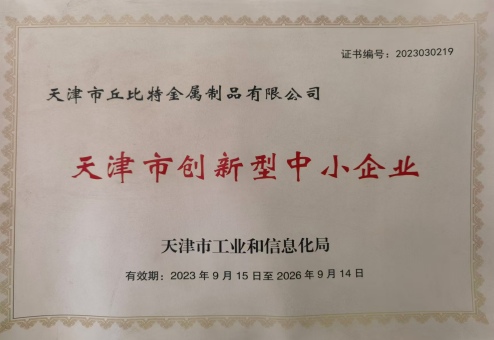 证书编号：2023030219
天津市丘比特金属制品有限公司
天津市创新型中小企业
天津市工业和信息化局
有效期：2023 年 9 月 15 日至 2026 年 9 月 14 日